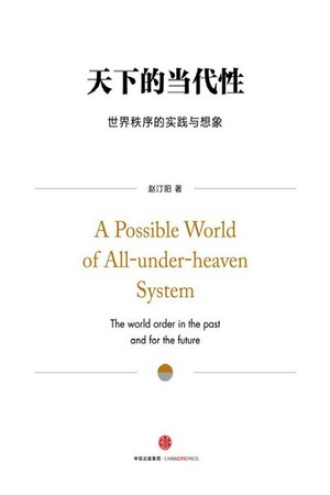 天下的当代性
世界秩序的实践与想象
赵汀阳 著
A Possible World
of All-under-heaven
System
The world order in the past
and for the future
中信出版集团 | CHINACITICPRESS